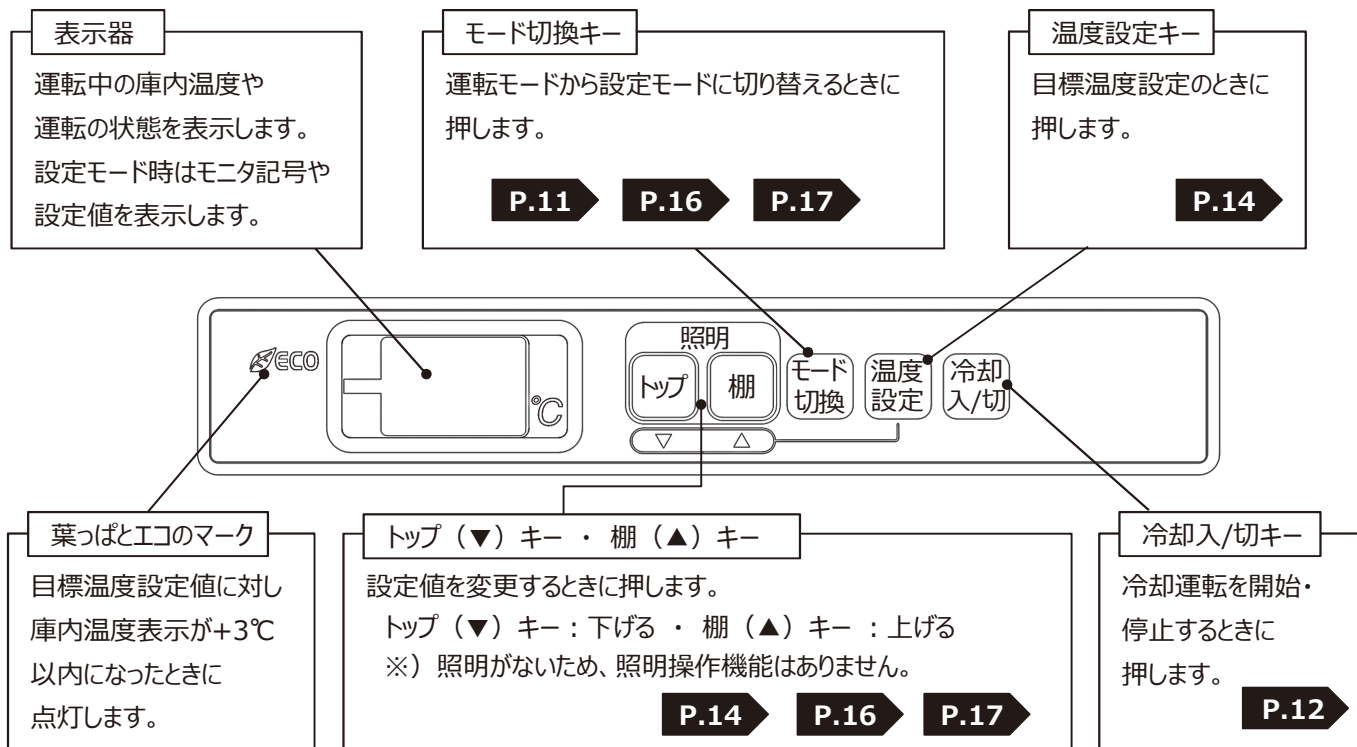 表示器
運転中の庫内温度や
運転の状態を表示します。
設定モード時はモニタ記号や
設定値を表示します。
モード切換キー
運転モードから設定モードに切り替えるときに
押します。
P.11 P.16 P.17
温度設定キー
目標温度設定のときに
押します。
P.14
ECO
℃
照明
トップ 棚
▽ △
モード
切換
温度
設定
冷却
入/切
葉っぱとエコのマーク
目標温度設定値に対し
庫内温度表示が+3℃
以内になったときに
点灯します。
トップ（▼）キー ・ 棚（▲）キー
設定値を変更するときに押します。
トップ（▼）キー：下げる ・ 棚（▲）キー ：上げる
※）照明がないため、照明操作機能はありません。
P.14 P.16 P.17
冷却入/切キー
冷却運転を開始・
停止するときに
押します。
P.12